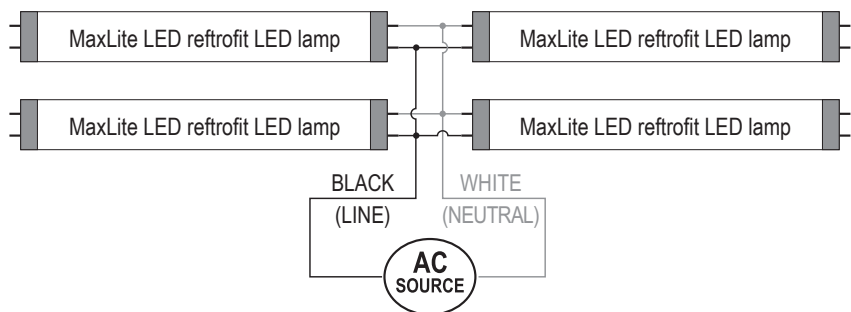 MaxLite LED reftrofit LED lamp
MaxLite LED reftrofit LED lamp
MaxLite LED reftrofit LED lamp
MaxLite LED reftrofit LED lamp
BLACK
(LINE)
WHITE
(NEUTRAL)
AC
SOURCE